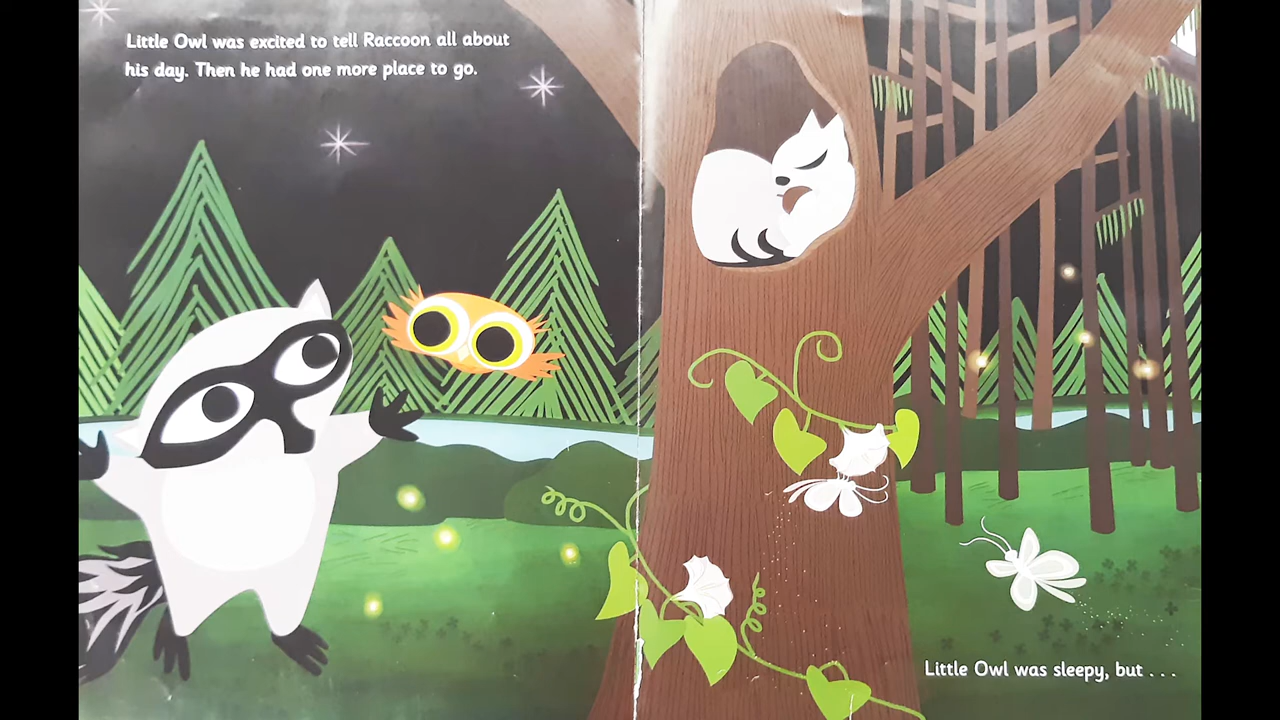 Little Owl was excited to tell Raccoon all about
his day. Then he had one more place to go.
Little Owl was sleepy, but . . .